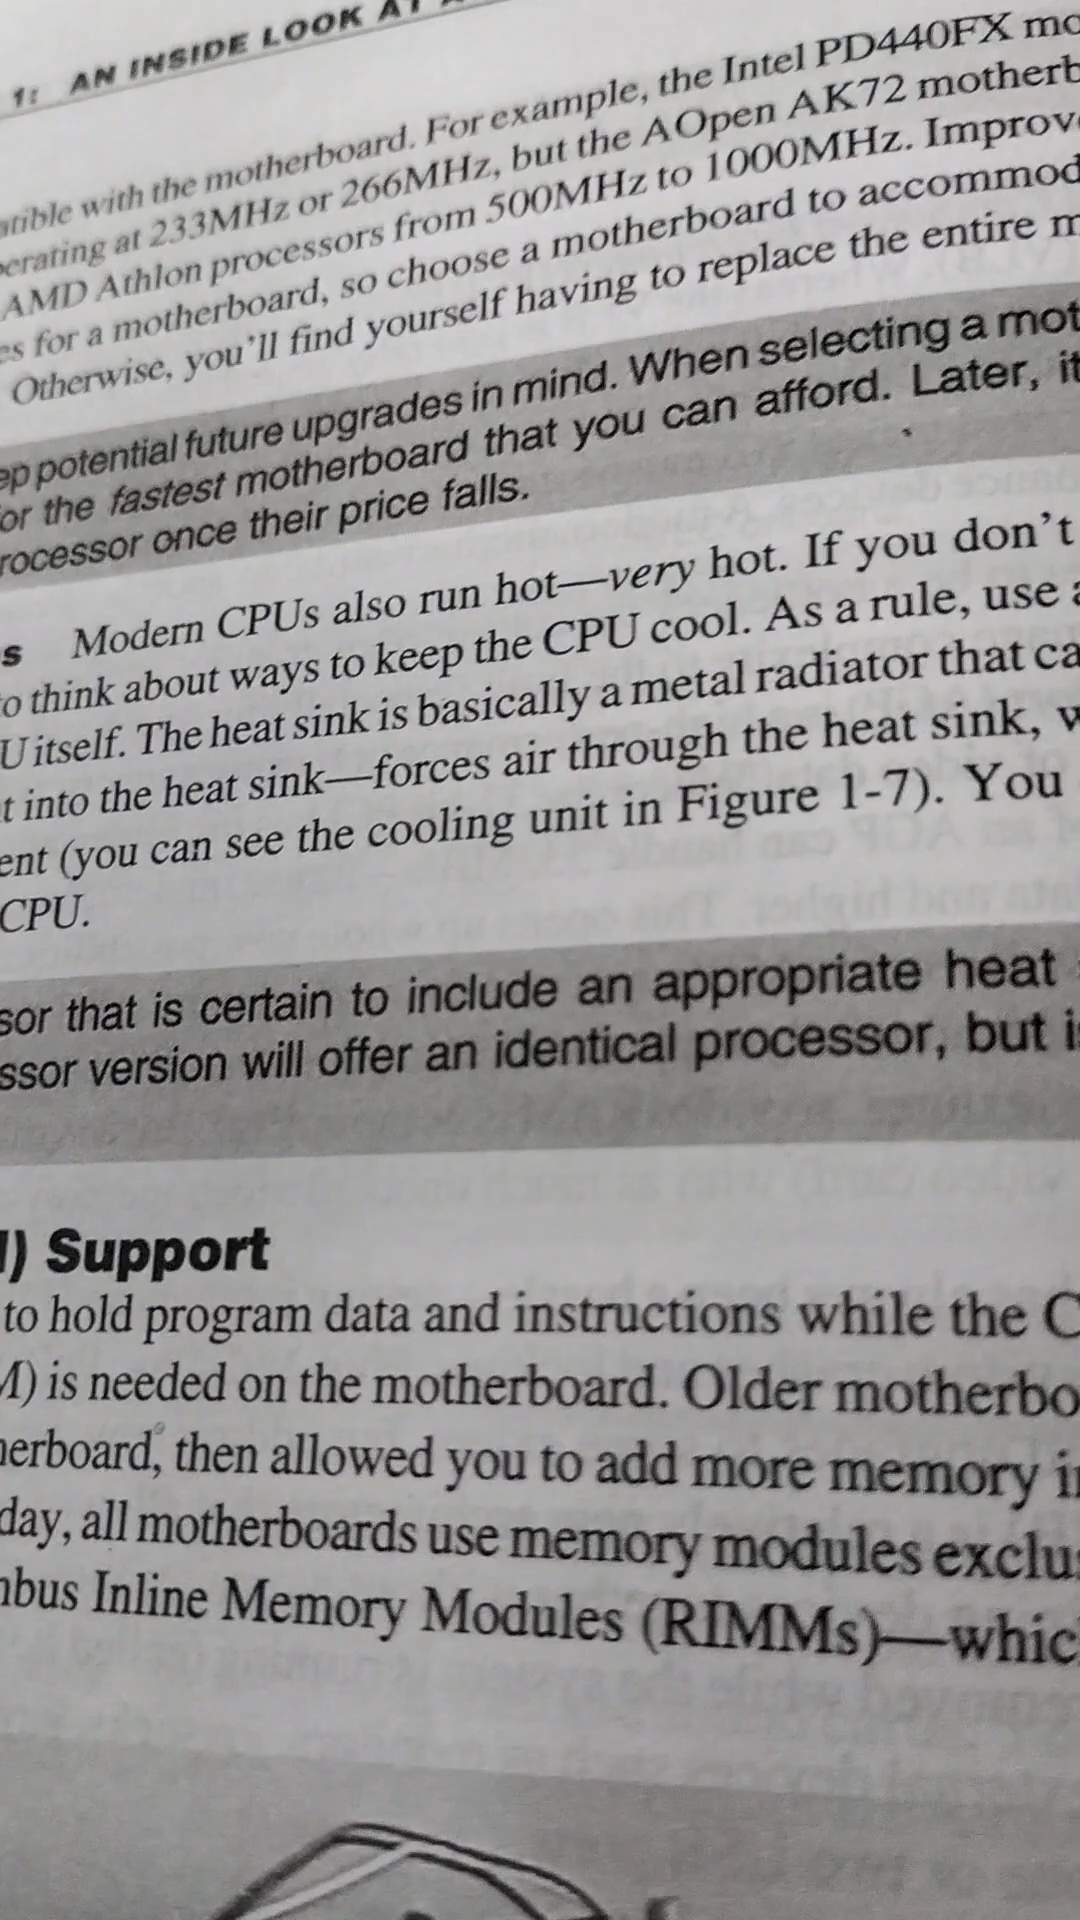 1: AN INSIDE LOOK AT
atible with the motherboard. For example, the Intel PD440FX mo
perating at 233MHz or 266MHz, but the AOpen AK72 motherb
AMD Athlon processors from 500MHz to 1000MHz. Improv
es for a motherboard, so choose a motherboard to accommod
Otherwise, you'll find yourself having to replace the entire m
ep potential future upgrades in mind. When selecting a mot
or the fastest motherboard that you can afford. Later, it
rocessor once their price falls.
s Modern CPUs also run hot—very hot. If you don't
to think about ways to keep the CPU cool. As a rule, use a
U itself. The heat sink is basically a metal radiator that ca
t into the heat sink—forces air through the heat sink, w
ent (you can see the cooling unit in Figure 1-7). You
CPU.
sor that is certain to include an appropriate heat
ssor version will offer an identical processor, but i
) Support
to hold program data and instructions while the C
M) is needed on the motherboard. Older motherbo
herboard, then allowed you to add more memory i
day, all motherboards use memory modules exclus
mbus Inline Memory Modules (RIMMs)—whic